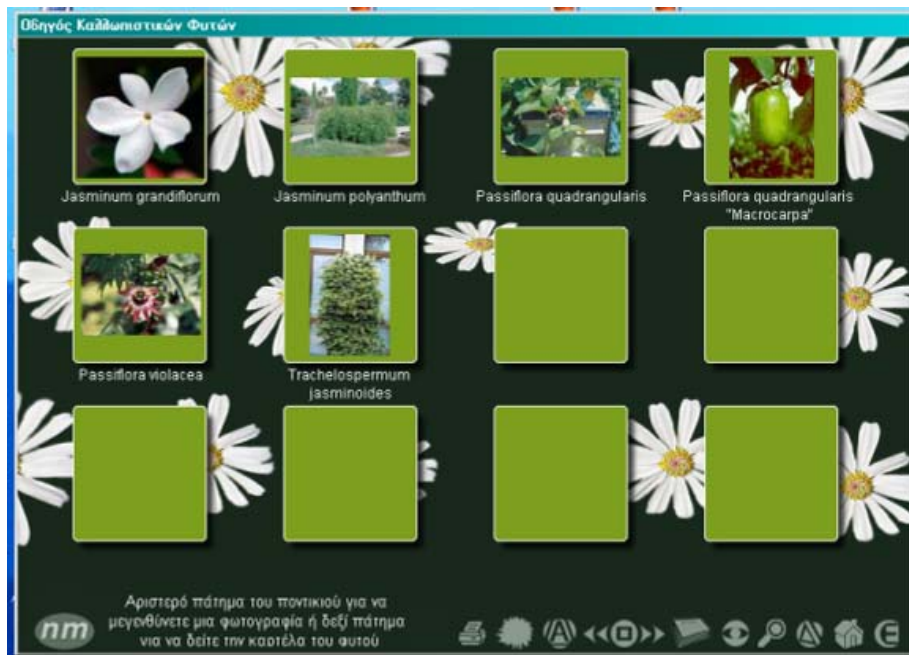 Οδηγός Καλλωπιστικών Φυτών
Jasminum grandiflorum
Jasminum polyanthum
Passiflora quadrangularis
Passiflora quadrangularis
"Macrocarpa"
Passiflora violacea
Trachelospermum
jasminoides
nm
Αριστερό πάτημα του ποντικιού για να
μεγενθύνετε μια φωτογραφία ή δεξί πάτημα
για να δείτε την καρτέλα του φυτού